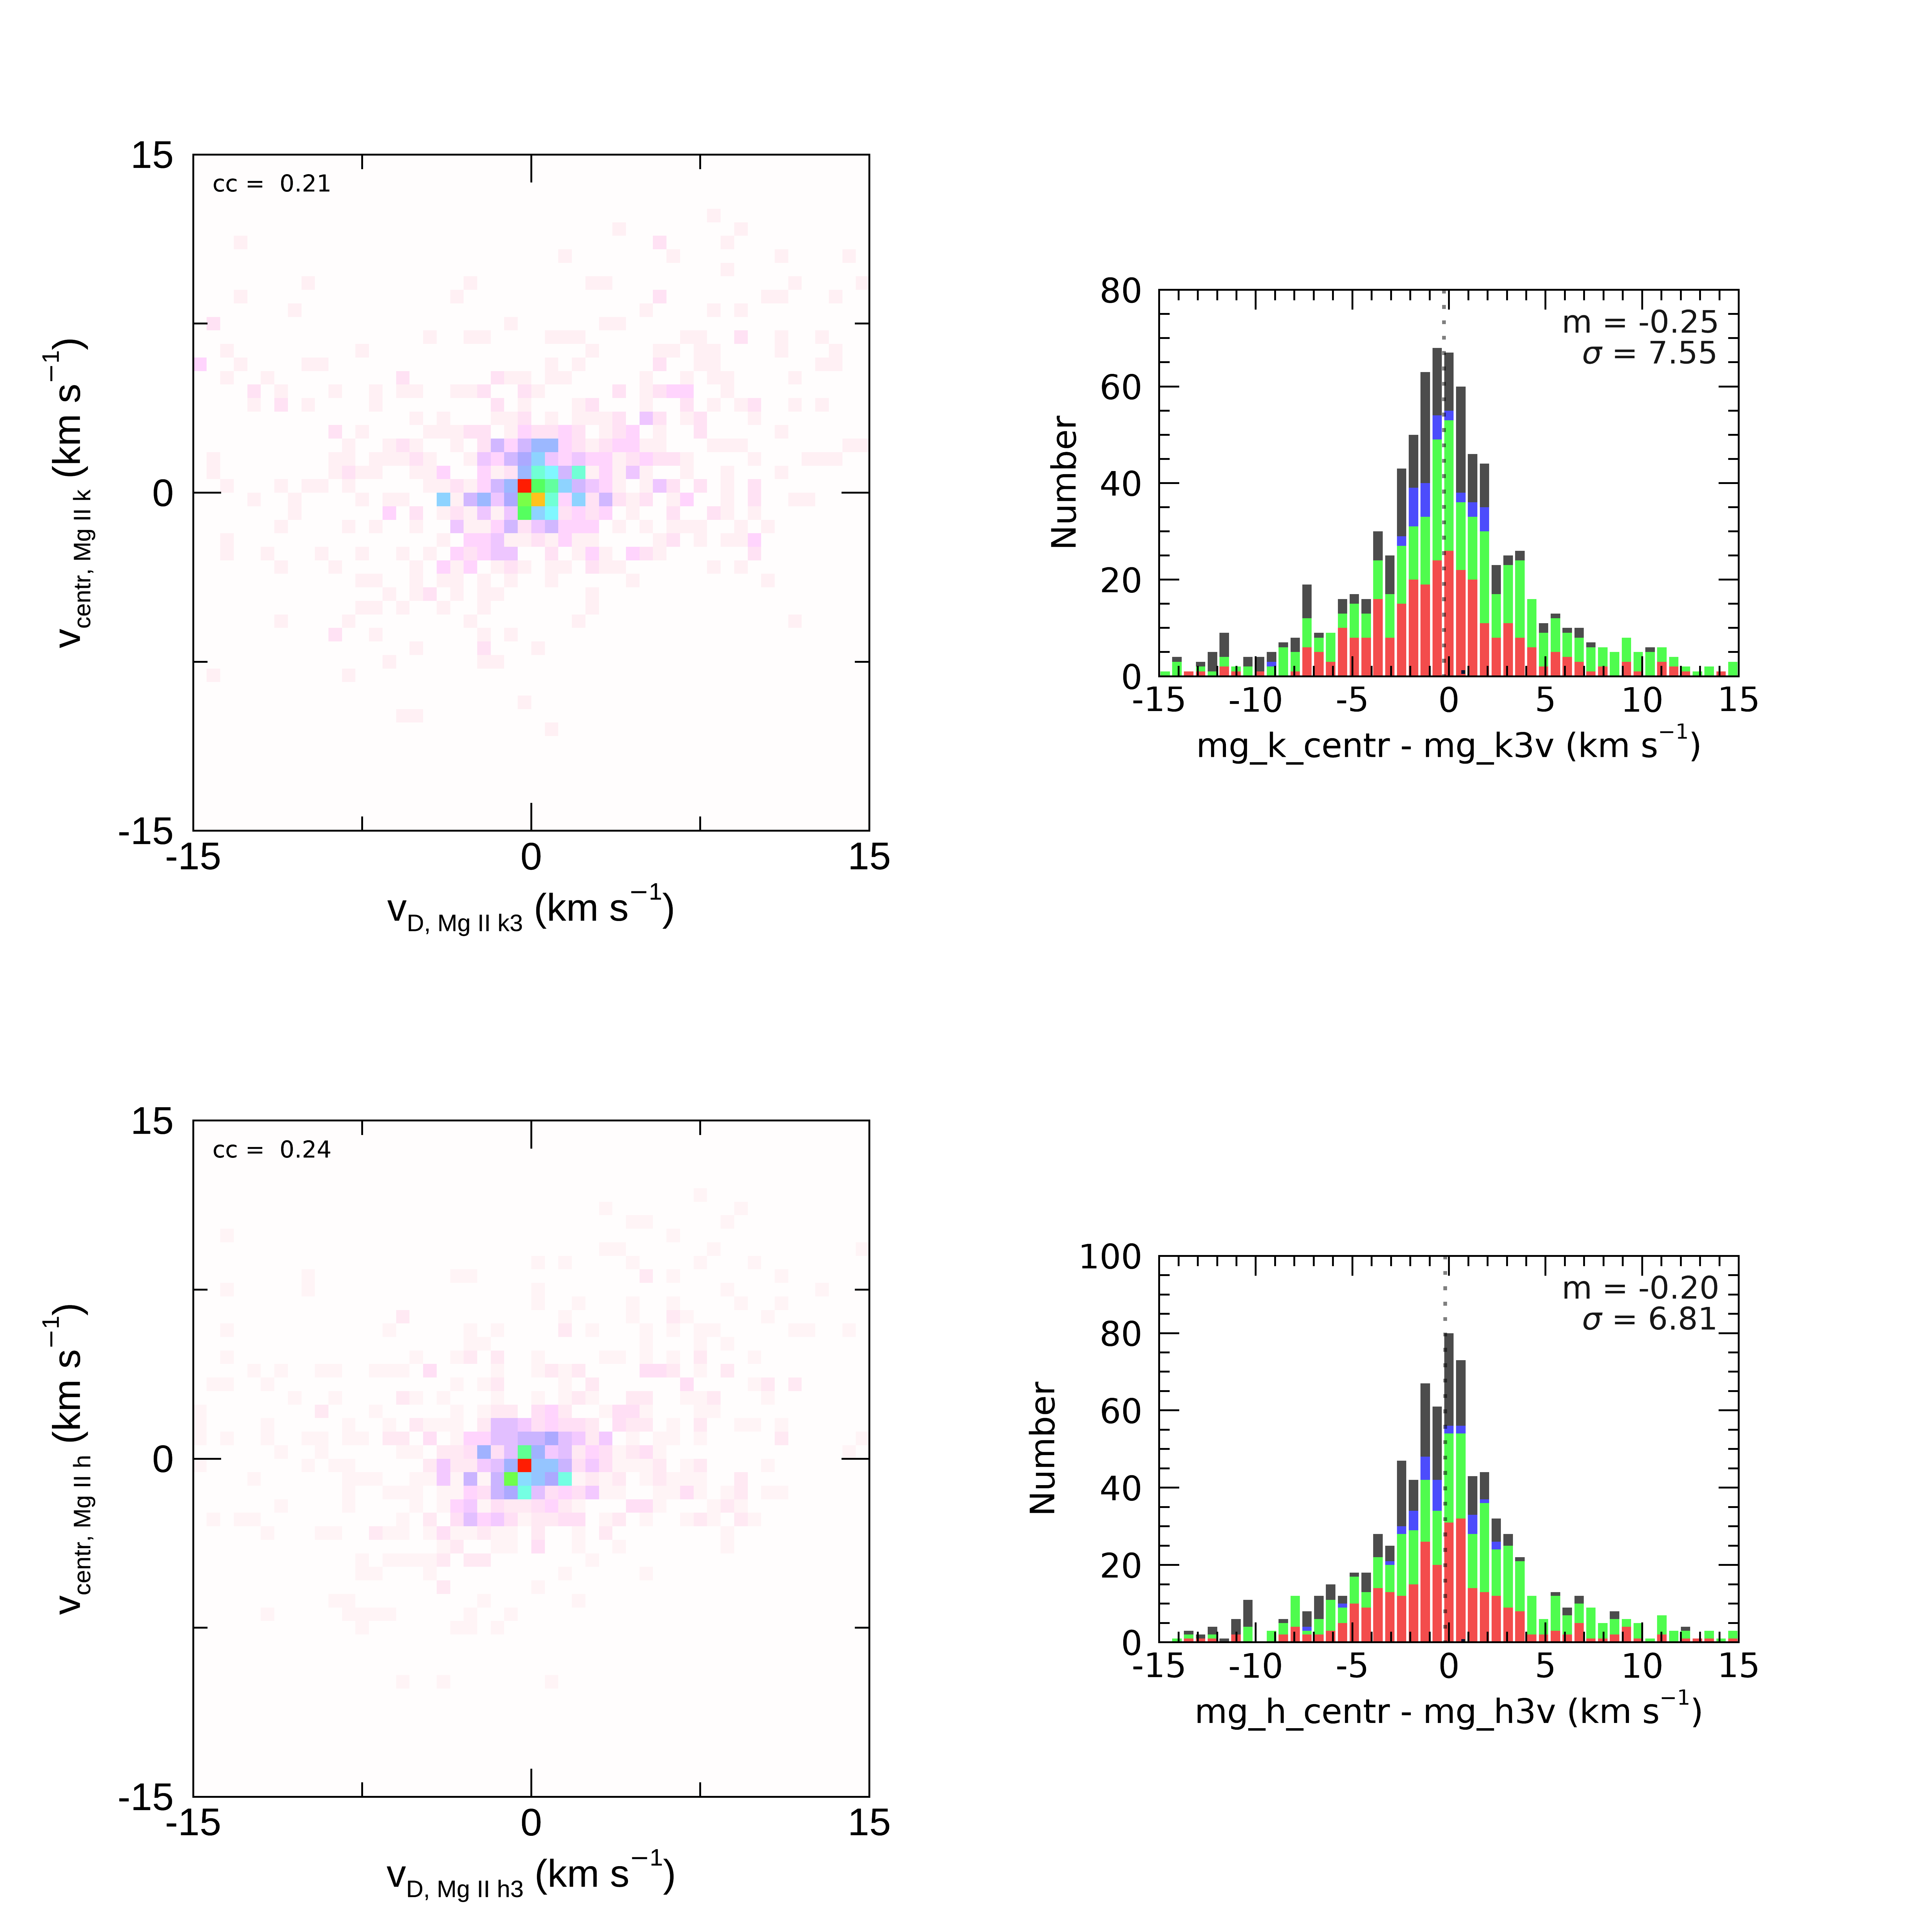 15
cc = 0.21
v_centr, Mg II k (km s⁻¹)
0
-15
-15 0 15
v_D, Mg II k3 (km s⁻¹)
80
m = -0.25
σ = 7.55
60
Number
40
20
0
-15 -10 -5 0 5 10 15
mg_k_centr - mg_k3v (km s⁻¹)
15
cc = 0.24
v_centr, Mg II h (km s⁻¹)
0
-15
-15 0 15
v_D, Mg II h3 (km s⁻¹)
100
m = -0.20
σ = 6.81
80
60
Number
40
20
0
-15 -10 -5 0 5 10 15
mg_h_centr - mg_h3v (km s⁻¹)